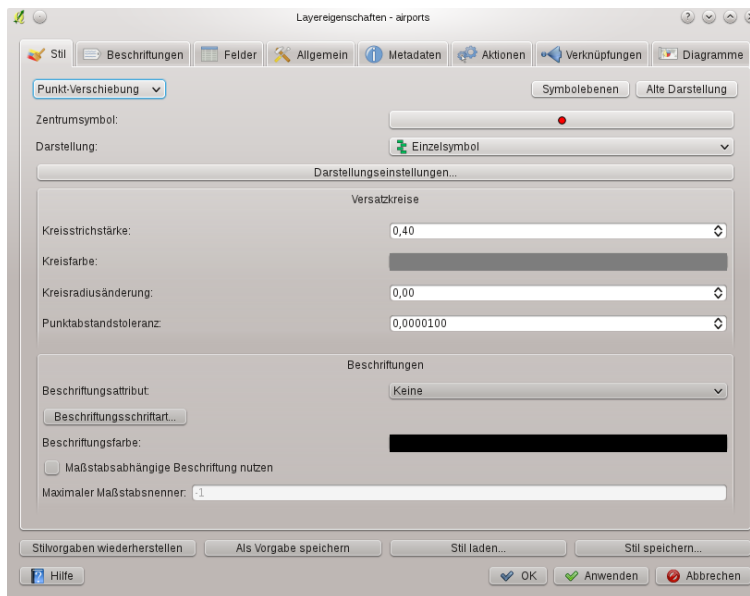 Layereigenschaften - airports
Stil Beschriftungen Felder Allgemein Metadaten Aktionen Verknüpfungen Diagramme
Punkt-Verschiebung Symbolebenen Alte Darstellung
Zentrumsymbol:
Darstellung: Einzelsymbol
Darstellungseinstellungen...
Versatzkreise
Kreisstrichstärke: 0,40
Kreisfarbe:
Kreisradiusänderung: 0,00
Punktabstandstoleranz: 0,0000100
Beschriftungen
Beschriftungsattribut: Keine
Beschriftungsschriftart...
Beschriftungsfarbe:
Maßstabsabhängige Beschriftung nutzen
Maximaler Maßstabsnenner: -1
Stilvorgaben wiederherstellen Als Vorgabe speichern Stil laden... Stil speichern...
Hilfe OK Anwenden Abbrechen